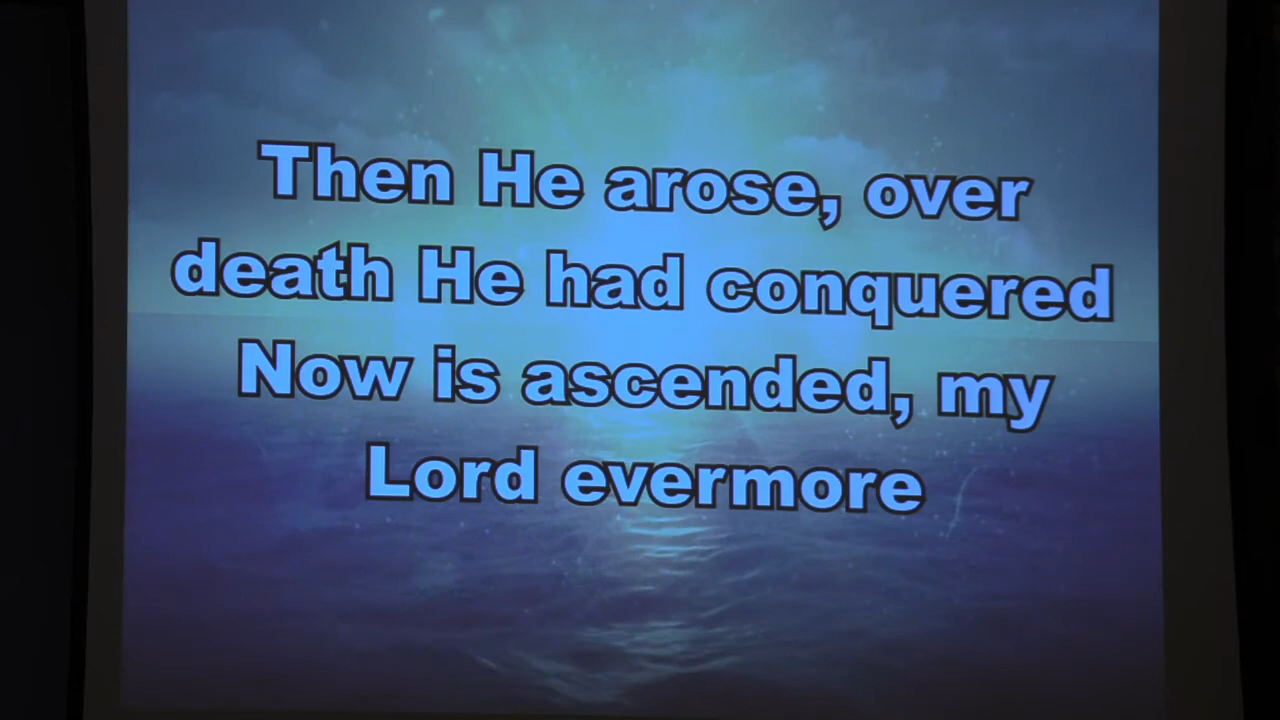 Then He arose, over
death He had conquered
Now is ascended, my
Lord evermore